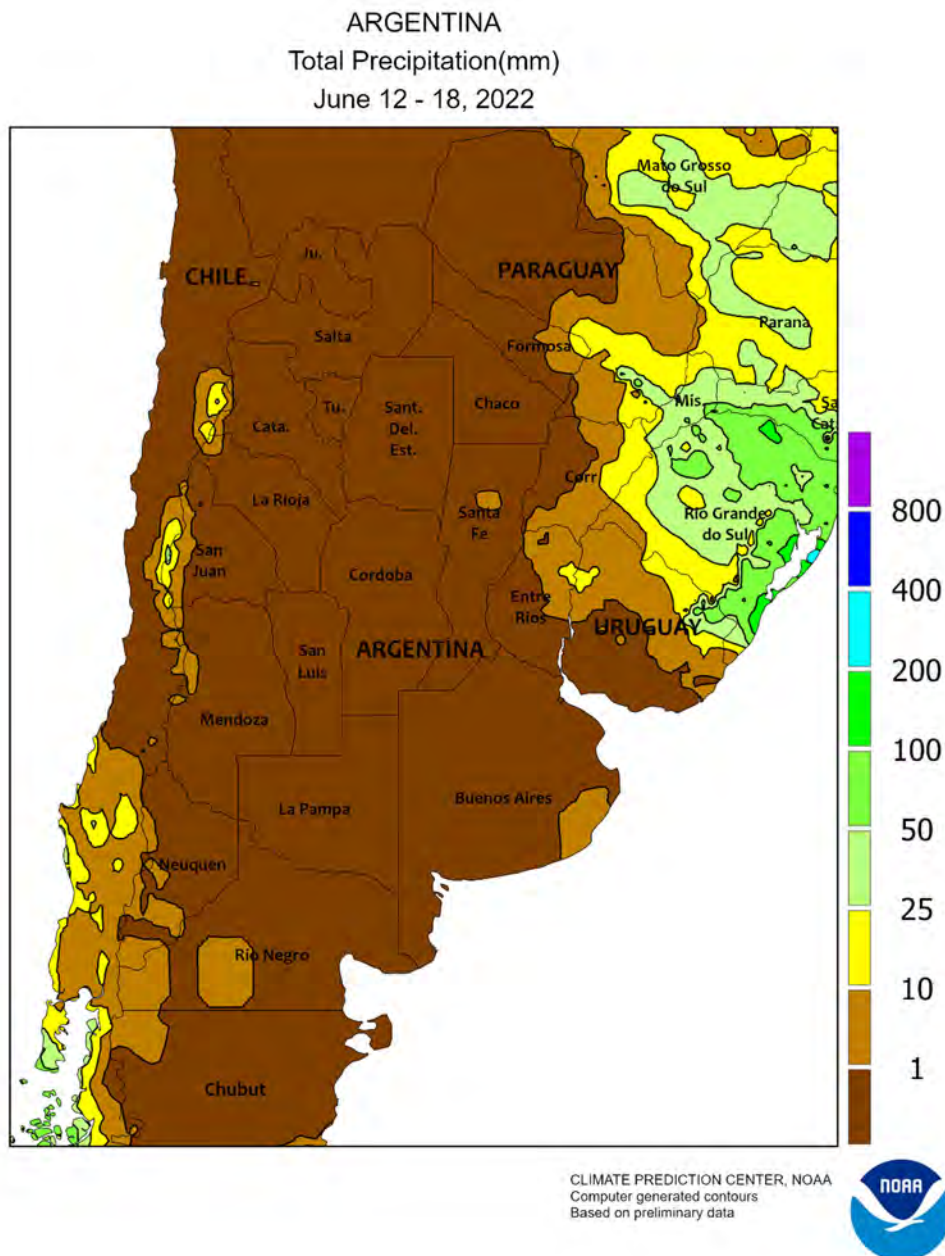 ARGENTINA
Total Precipitation(mm)
June 12 - 18, 2022
Mato Grosso
do Sul
Ju.
CHILE
PARAGUAY
Parana
Salta
Formosa
Mis.
Sa
Cat
Tu.
Sant.
Del.
Est.
Chaco
Cata.
Corr
La Rioja
Santa
Fe
Rio Grande
do Sul
San
Juan
Cordoba
Entre
Rios
URUGUAY
San
Luis
ARGENTINA
Mendoza
La Pampa
Buenos Aires
Neuquen
Rio Negro
Chubut
800
400
200
100
50
25
10
1
CLIMATE PREDICTION CENTER, NOAA
Computer generated contours
Based on preliminary data
NOAA